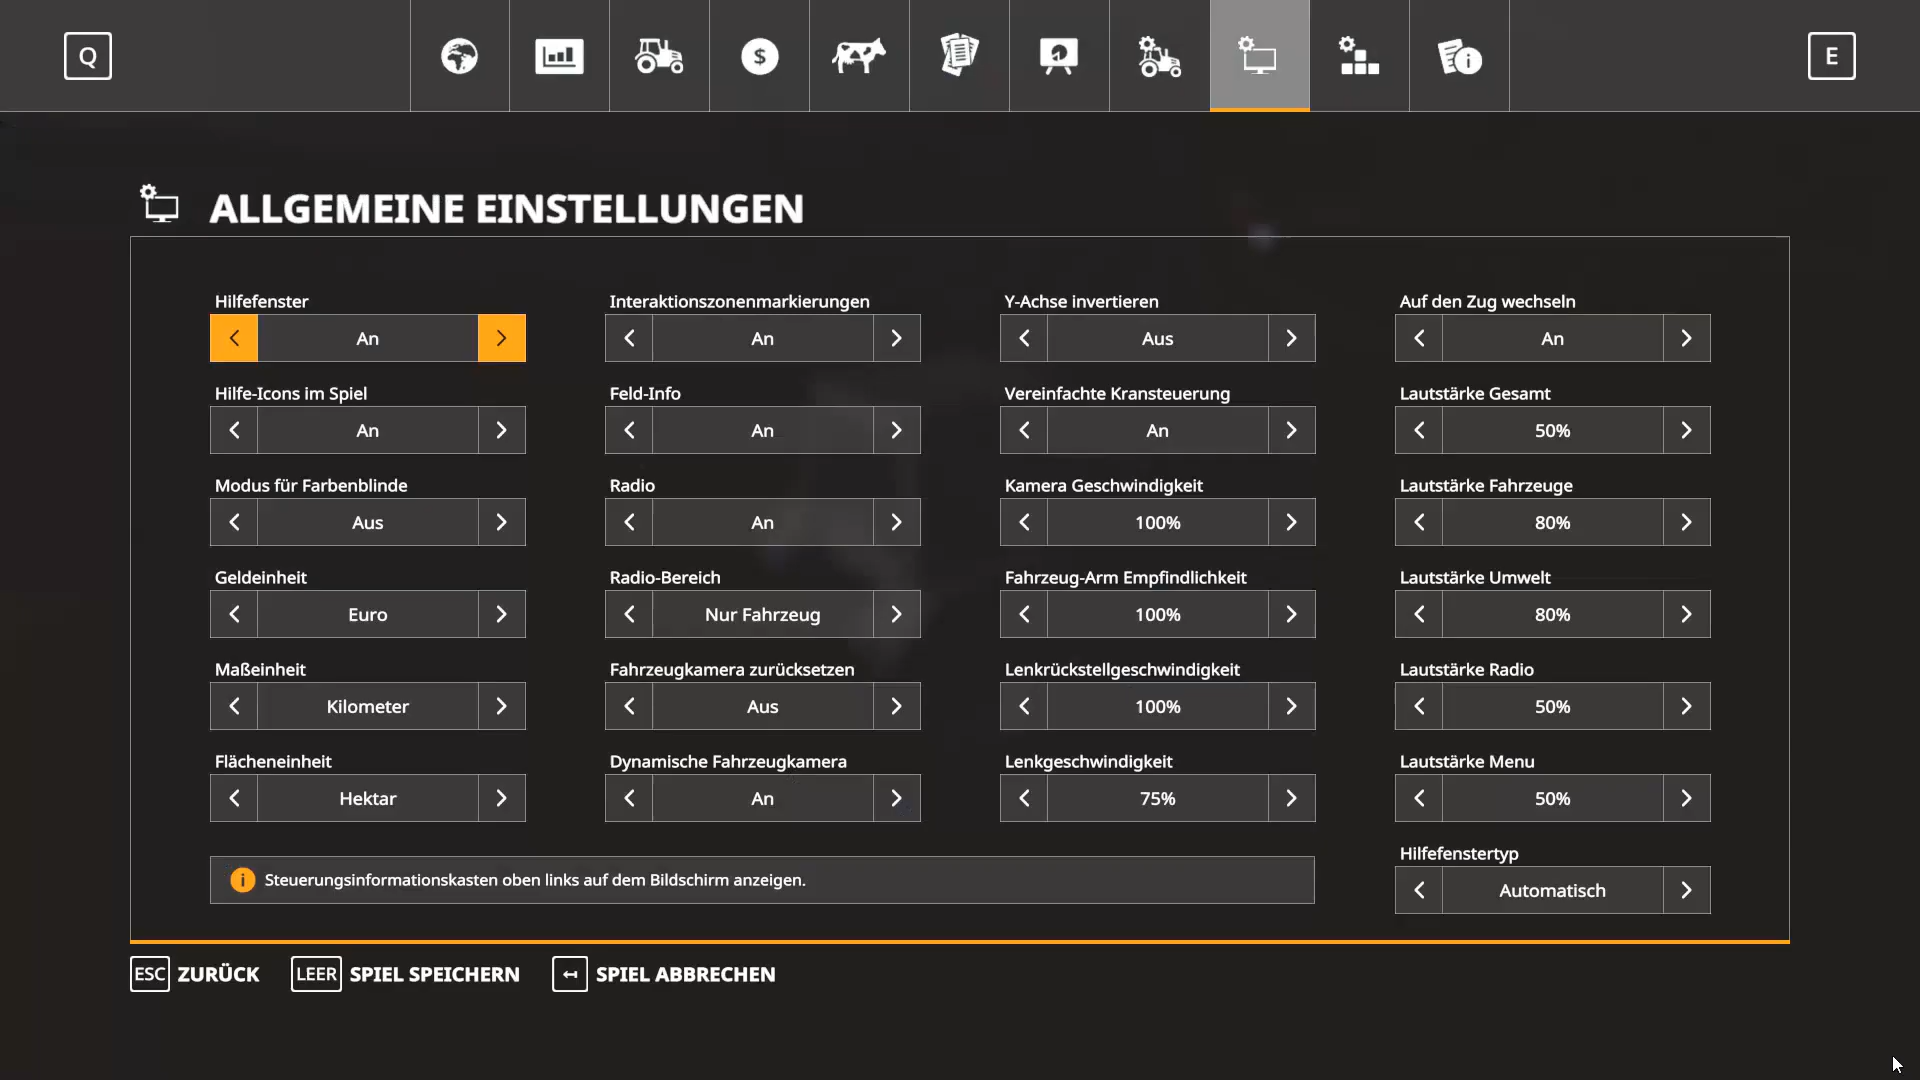 Q
E
ALLGEMEINE EINSTELLUNGEN
Hilfefenster
An
Hilfe-Icons im Spiel
An
Modus für Farbenblinde
Aus
Geldeinheit
Euro
Maßeinheit
Kilometer
Flächeneinheit
Hektar
Interaktionszonenmarkierungen
An
Feld-Info
An
Radio
An
Radio-Bereich
Nur Fahrzeug
Fahrzeugkamera zurücksetzen
Aus
Dynamische Fahrzeugkamera
An
Y-Achse invertieren
Aus
Vereinfachte Kransteuerung
An
Kamera Geschwindigkeit
100%
Fahrzeug-Arm Empfindlichkeit
100%
Lenkrückstellgeschwindigkeit
100%
Lenkgeschwindigkeit
75%
Auf den Zug wechseln
An
Lautstärke Gesamt
50%
Lautstärke Fahrzeuge
80%
Lautstärke Umwelt
80%
Lautstärke Radio
50%
Lautstärke Menu
50%
Hilfefenstertyp
Automatisch
Steuerungsinformationskasten oben links auf dem Bildschirm anzeigen.
ESC ZURÜCK LEER SPIEL SPEICHERN SPIEL ABBRECHEN